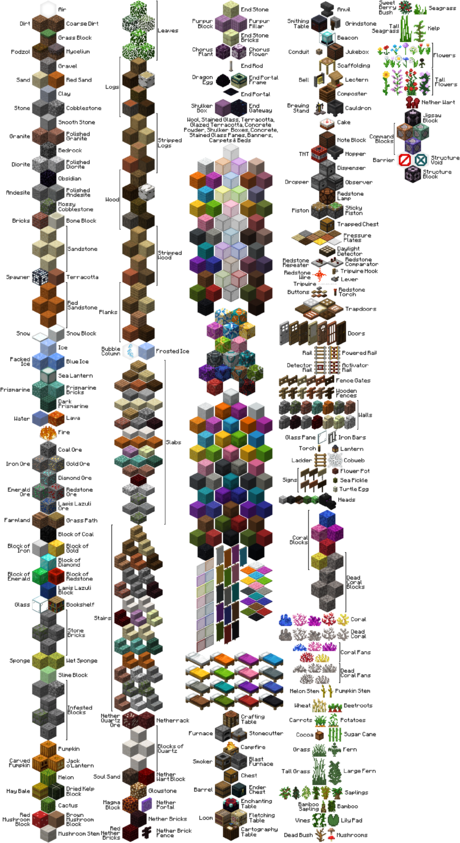 Air
Dirt
Coarse Dirt
Grass Block
Podzol
Mycelium
Gravel
Sand
Red Sand
Clay
Stone
Cobblestone
Smooth Stone
Granite
Polished
Granite
Bedrock
Diorite
Polished
Diorite
Obsidian
Andesite
Polished
Andesite
Mossy
Cobblestone
Bricks
Bone Block
Sandstone
Spawner
Terracotta
Red
Sandstone
Snow
Snow Block
Ice
Packed
Ice
Blue Ice
Sea Lantern
Prismarine
Prismarine
Bricks
Dark
Prismarine
Water
Lava
Fire
Coal Ore
Iron Ore
Gold Ore
Diamond Ore
Emerald
Ore
Redstone
Ore
Lapis Lazuli
Ore
Farmland
Grass Path
Block of Coal
Block of
Iron
Block of
Gold
Block of
Diamond
Block of
Emerald
Block of
Redstone
Lapis Lazuli
Block
Glass
Bookshelf
Stone
Bricks
Sponge
Wet Sponge
Slime Block
Infested
Blocks
Pumpkin
Carved
Pumpkin
Jack
o'Lantern
Melon
Hay Bale
Dried Kelp
Block
Cactus
Red
Mushroom
Block
Brown
Mushroom
Block
Mushroom Stem
Leaves
Logs
Stripped
Logs
Wood
Stripped
Wood
Planks
Bubble
Column
Frosted Ice
Slabs
Stairs
Nether
Quartz
Ore
Netherrack
Blocks of
Quartz
Soul Sand
Nether
Wart Block
Glowstone
Magma
Block
Nether
Portal
Nether Bricks
Red
Nether
Bricks
Nether Brick
Fence
End Stone
Purpur
Block
Purpur
Pillar
End Stone
Bricks
Chorus
Plant
Chorus
Flower
End Rod
Dragon
Egg
End Portal
Frame
End Portal
Shulker
Box
End
Gateway
Wool, Stained Glass, Terracotta,
Glazed Terracotta, Concrete
Powder, Shulker Boxes, Concrete,
Stained Glass Panes, Banners,
Carpets & Beds
Crafting
Table
Furnace
Stonecutter
Campfire
Smoker
Blast
Furnace
Chest
Barrel
Ender
Chest
Enchanting
Table
Loom
Fletching
Table
Cartography
Table
Anvil
Smithing
Table
Grindstone
Beacon
Conduit
Jukebox
Scaffolding
Bell
Lectern
Composter
Brewing
Stand
Cauldron
Cake
Note Block
TNT
Hopper
Dispenser
Dropper
Observer
Redstone
Lamp
Piston
Sticky
Piston
Trapped Chest
Pressure
Plates
Daylight
Detector
Redstone
Repeater
Redstone
Comparator
Redstone
Wire
Tripwire Hook
Tripwire
Lever
Buttons
Redstone
Torch
Trapdoors
Doors
Rail
Powered Rail
Detector
Rail
Activator
Rail
Fence Gates
Wooden
Fences
Walls
Glass Pane
Iron Bars
Torch
Lantern
Ladder
Cobweb
Flower Pot
Signs
Sea Pickle
Turtle Egg
Heads
Coral
Blocks
Dead
Coral
Blocks
Coral
Dead
Coral
Coral Fans
Dead
Coral Fans
Melon Stem
Pumpkin Stem
Wheat
Beetroots
Carrots
Potatoes
Cocoa
Sugar Cane
Grass
Fern
Tall Grass
Large Fern
Saplings
Bamboo
Sapling
Bamboo
Vines
Lily Pad
Dead Bush
Mushrooms
Sweet
Berry
Bush
Seagrass
Tall
Seagrass
Kelp
Flowers
Tall
Flowers
Nether Wart
Jigsaw
Block
Command
Blocks
Barrier
Structure
Void
Structure
Block